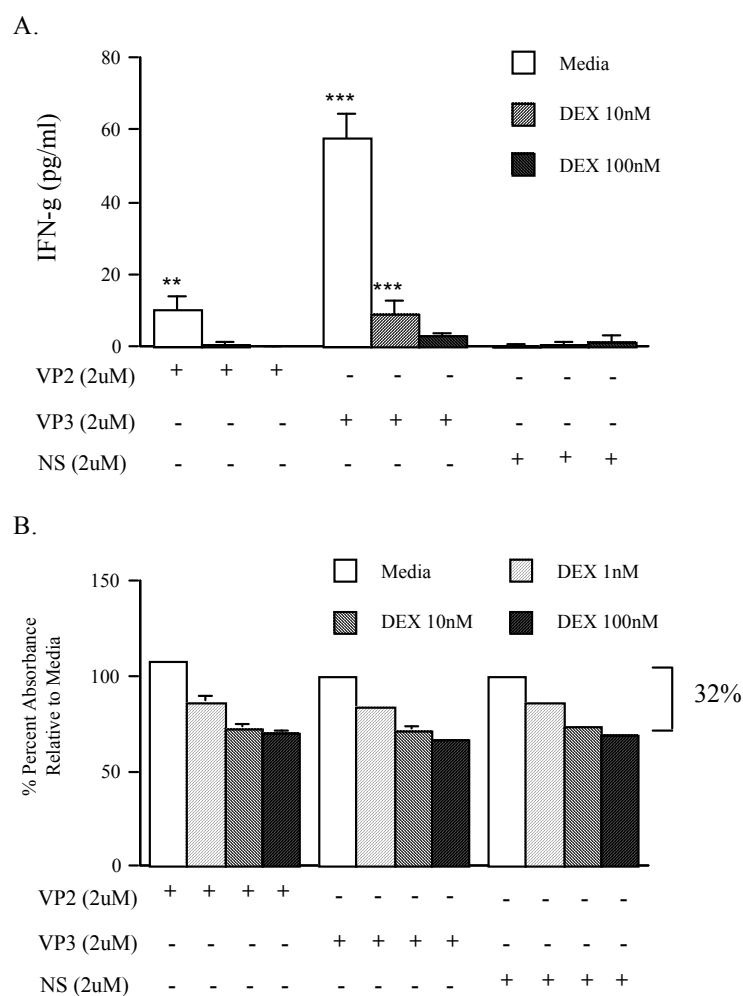 A.
80
60
40
20
0
IFN-g (pg/ml)
Media
DEX 10nM
DEX 100nM
** *** ***
VP2 (2uM) + + + - - - - - -
VP3 (2uM) - - - + + + - - -
NS (2uM) - - - - - - + + +
B.
150
100
50
0
% Percent Absorbance
Relative to Media
Media
DEX 1nM
DEX 10nM
DEX 100nM
32%
VP2 (2uM) + + + + - - - - - - - -
VP3 (2uM) - - - - + + + + - - - -
NS (2uM) - - - - - - - - + + + +